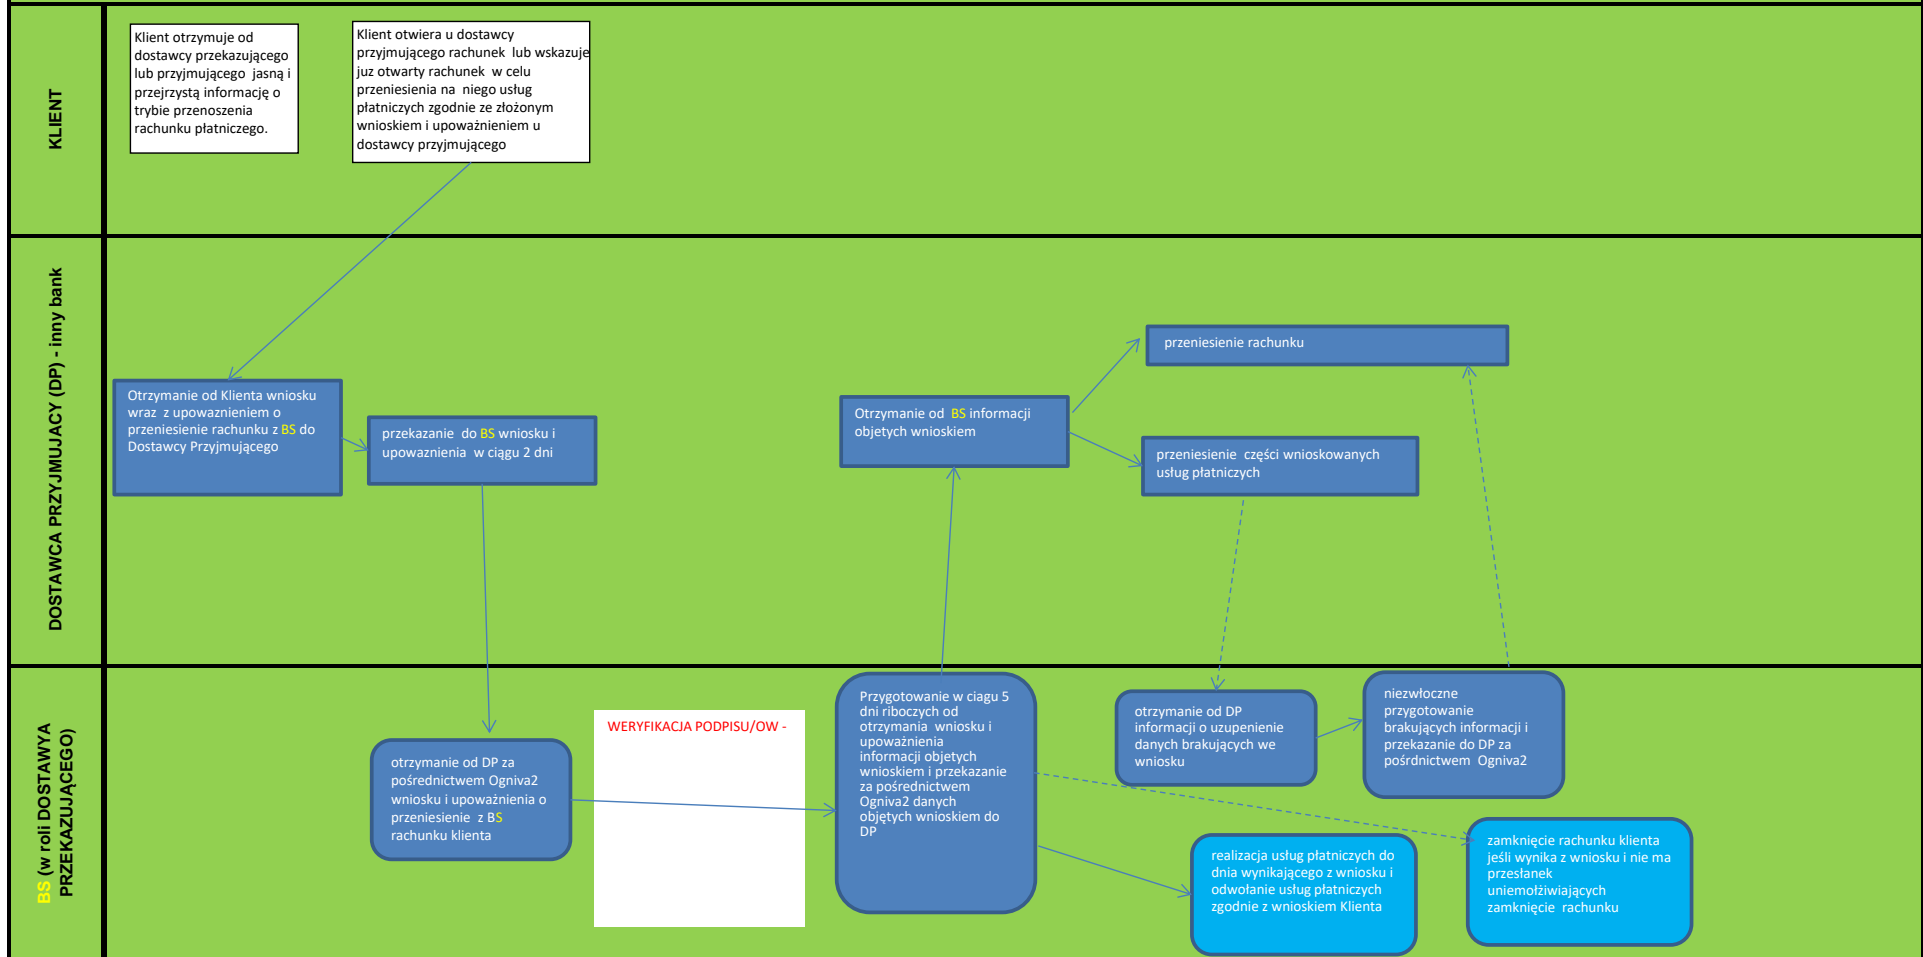 KLIENT
Klient otrzymuje od
dostawcy przekazującego
lub przyjmującego jasną i
przejrzystą informację o
trybie przenoszenia
rachunku płatniczego.
Klient otwiera u dostawcy
przyjmującego rachunek lub wskazuje
juz otwarty rachunek w celu
przeniesienia na niego usług
płatniczych zgodnie ze złożonym
wnioskiem i upoważnieniem u
dostawcy przyjmującego
DOSTAWCA PRZYJMUJACY (DP) - inny bank
Otrzymanie od Klienta wniosku
wraz z upowaznieniem o
przeniesienie rachunku z BS do
Dostawcy Przyjmującego
przekazanie do BS wniosku i
upowaznienia w ciągu 2 dni
Otrzymanie od BS informacji
objetych wnioskiem
przeniesienie rachunku
przeniesienie części wnioskowanych
usług płatniczych
BS (w roli DOSTAWYA
PRZEKAZUJĄCEGO)
otrzymanie od DP za
pośrednictwem Ogniva2
wniosku i upoważnienia o
przeniesienie z BS
rachunku klienta
WERYFIKACJA PODPISU/OW -
Przygotowanie w ciagu 5
dni riboczych od
otrzymania wniosku i
upoważnienia
informacji objetych
wnioskiem i przekazanie
za pośrednictwem
Ogniva2 danych
objętych wnioskiem do
DP
otrzymanie od DP
informacji o uzupenienie
danych brakujących we
wniosku
niezwłoczne
przygotowanie
brakujących informacji i
przekazanie do DP za
pośrdnictwem Ogniva2
realizacja usług płatniczych do
dnia wynikającego z wniosku i
odwołanie usług płatniczych
zgodnie z wnioskiem Klienta
zamknięcie rachunku klienta
jeśli wynika z wniosku i nie ma
przesłanek
uniemołżiwiających
zamknięcie rachunku